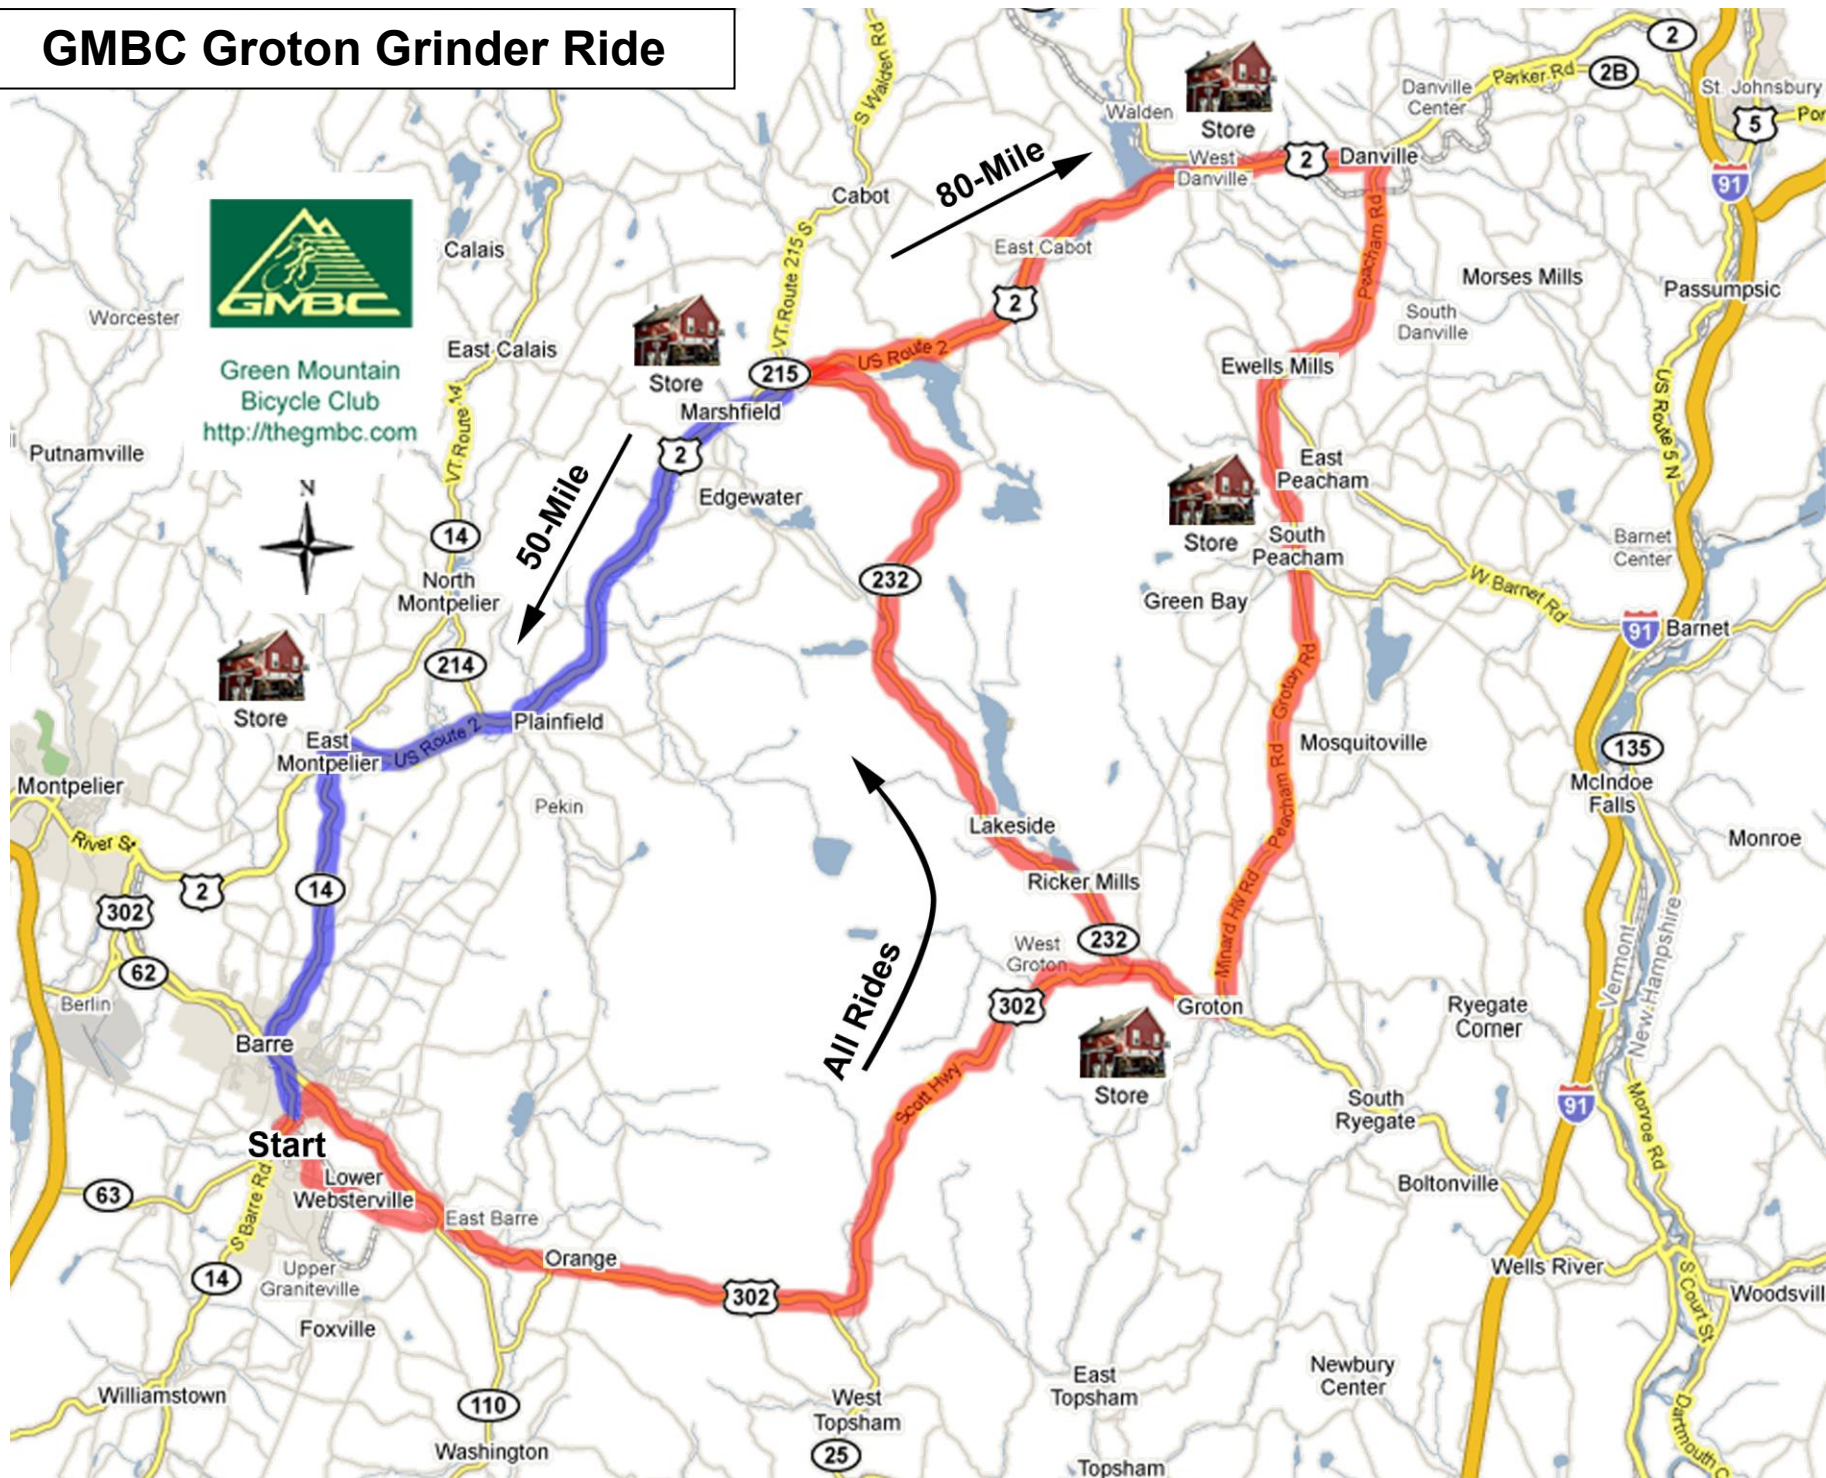 GMBC Groton Grinder Ride
S Walden Rd
2
Parker Rd
2B
Danville
Center
St. Johnsbury
5
Por
Walden
Store
West
Danville
2
Danville
91
80-Mile
Cabot
GMBC
Calais
East Cabot
VT Route 215 S
Peachham Rd
Morses Mills
Passumpsic
Worcester
2
South
Danville
East Calais
Green Mountain
Bicycle Club
http://thegmbc.com
Store
215
US Route 2
Ewells Mills
Marshfield
VT Route 14
US Route 5 N
Putnamville
2
East
Peacham
N
50-Mile
Edgewater
14
Store
South
Peacham
Barnet
Center
North
Montpelier
232
Green Bay
W Barnet Rd
91
Barnet
214
Groton Rd
Store
Plainfield
US Route 2
East
Montpelier
Mosquitoville
135
Montpelier
McIndoe
Falls
Pekin
Peacham Rd
Lakeside
River St
Monroe
2
14
302
Ricker Mills
Minard Hill Rd
62
West
Groton
232
Vermont
New Hampshire
Berlin
All Rides
302
Groton
Ryegate
Corner
Barre
Scott Hwy
Store
South
Ryegate
91
Monroe Rd
Start
Lower
Websterville
63
S Barre Rd
Boltonville
East Barre
Orange
14
Upper
Graniteville
302
Wells River
S Court St
Woodsvill
Foxville
Williamstown
110
West
Topsham
East
Topsham
Newbury
Center
Washington
25
Topsham
Dartmouth C